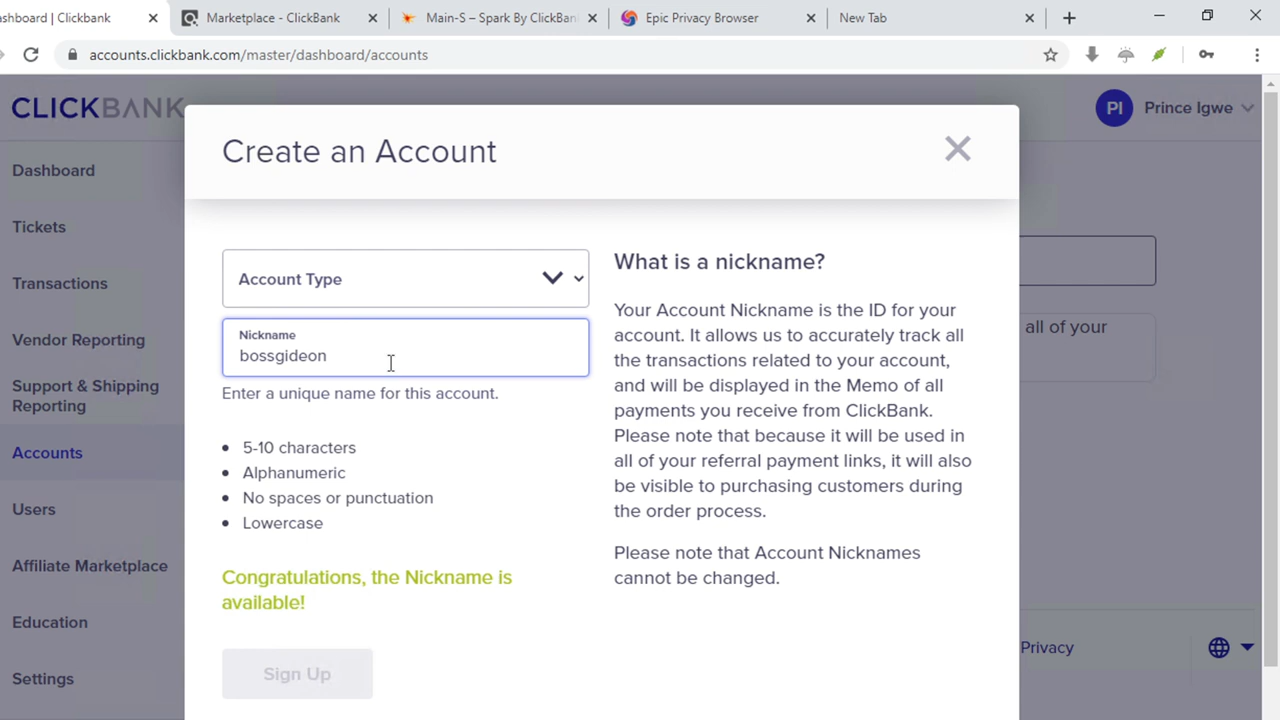 ashboard | Clickbank
Marketplace - ClickBank
Main-S – Spark By ClickBan
Epic Privacy Browser
New Tab
accounts.clickbank.com/master/dashboard/accounts
CLICKBANK
PI
Prince Igwe
Dashboard
Tickets
Transactions
Vendor Reporting
Support & Shipping
Reporting
Accounts
Users
Affiliate Marketplace
Education
Settings
Create an Account
Account Type
Nickname
bossgideon
Enter a unique name for this account.
• 5-10 characters
• Alphanumeric
• No spaces or punctuation
• Lowercase
Congratulations, the Nickname is
available!
Sign Up
What is a nickname?
Your Account Nickname is the ID for your
account. It allows us to accurately track all
the transactions related to your account,
and will be displayed in the Memo of all
payments you receive from ClickBank.
Please note that because it will be used in
all of your referral payment links, it will also
be visible to purchasing customers during
the order process.
Please note that Account Nicknames
cannot be changed.
all of your
Privacy